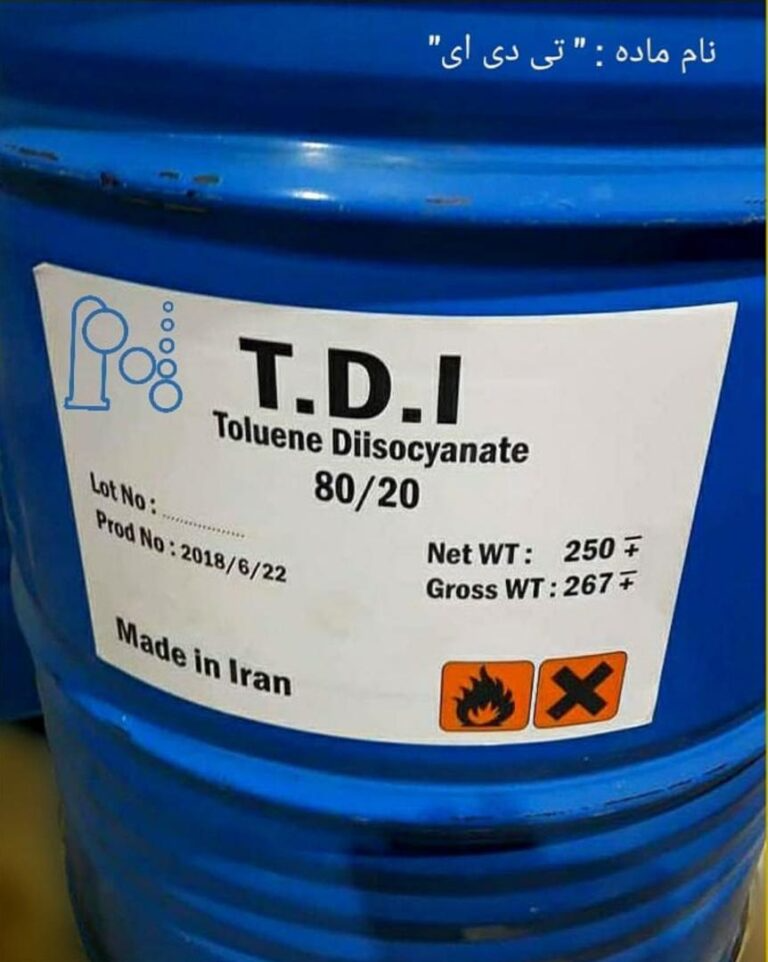 نام ماده : " تی دی ای"
T.D.I
Toluene Diisocyanate
80/20
Lot No : ................
Prod No : 2018/6/22
Net WT : 250 ∓
Gross WT : 267 ∓
Made in Iran